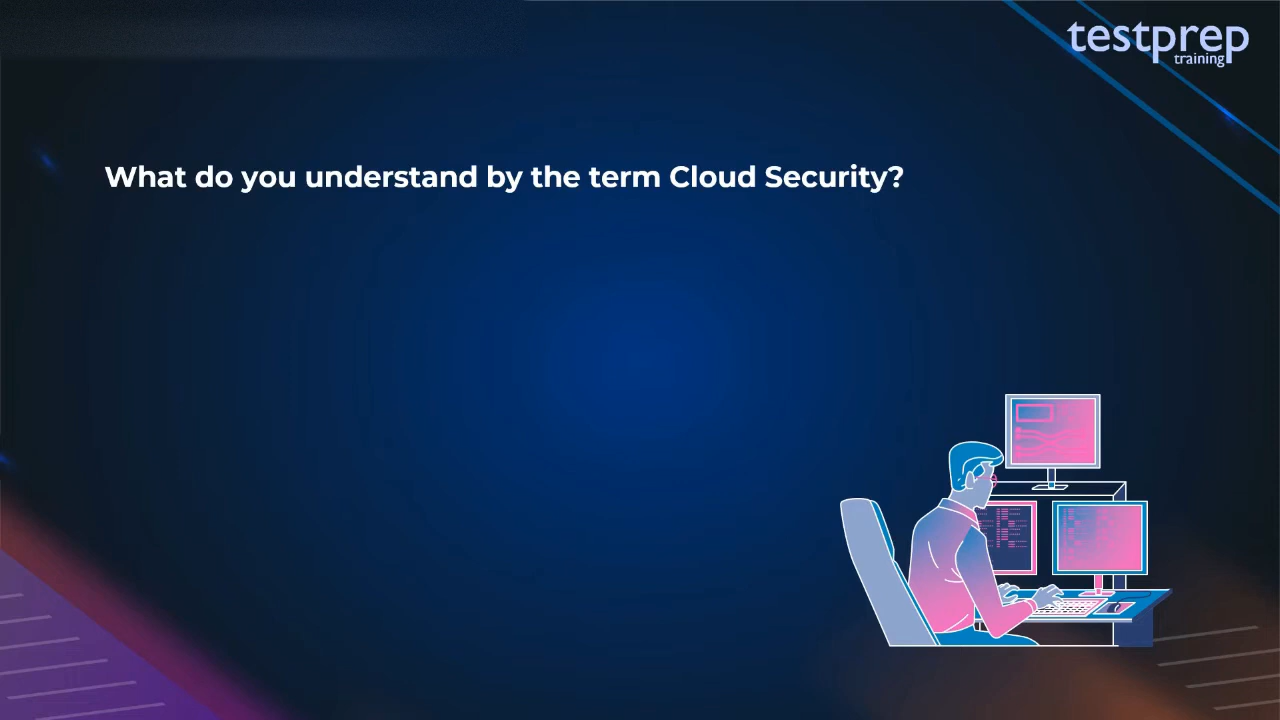 testprep
training
What do you understand by the term Cloud Security?